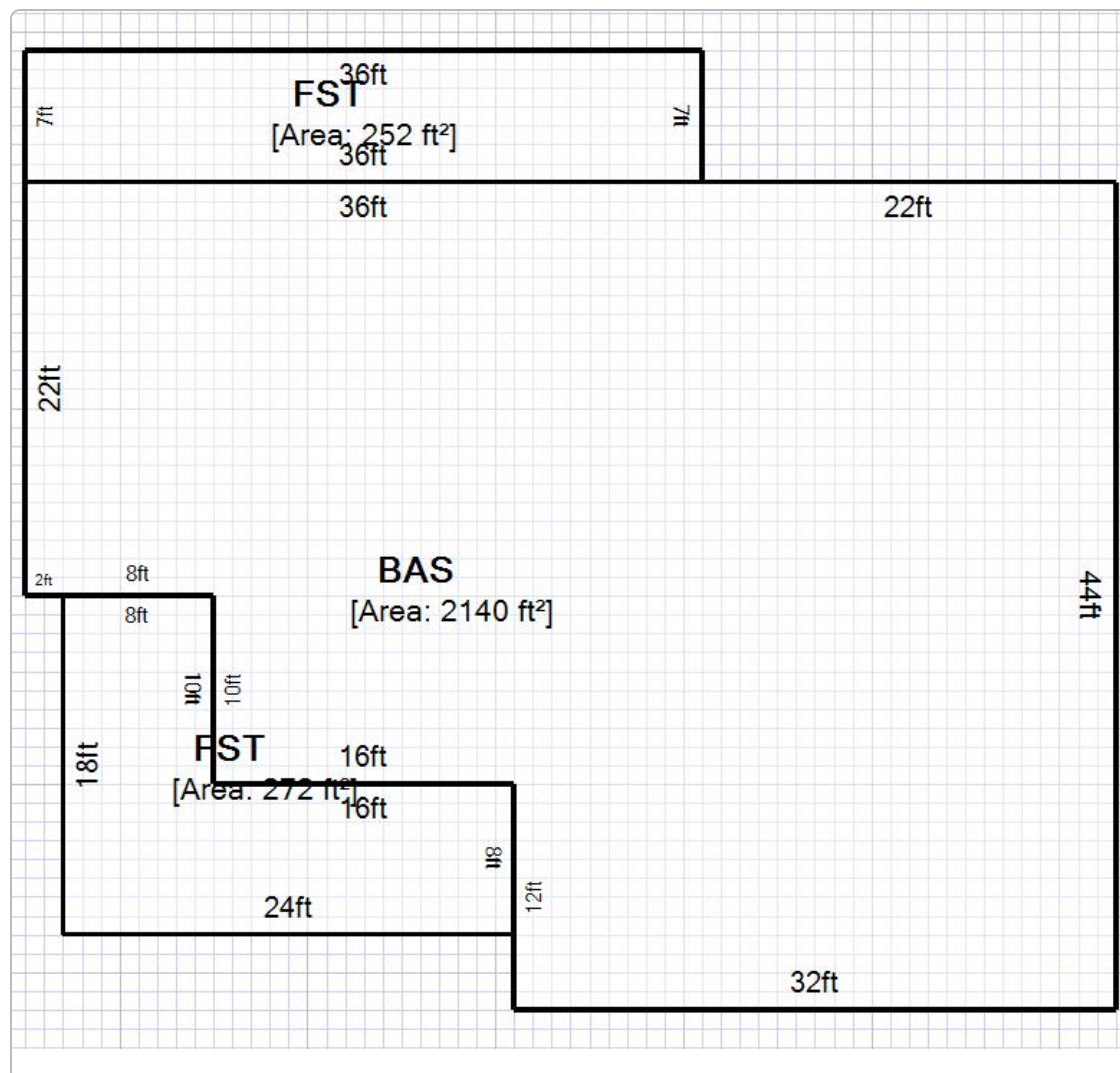 36ft
FST
7ft
7ft
[Area: 252 ft²]
36ft
36ft
22ft
22ft
BAS
2ft
8ft
[Area: 2140 ft²]
44ft
8ft
10ft
10ft
FST
16ft
18ft
[Area: 272 ft²]
16ft
8ft
12ft
24ft
32ft